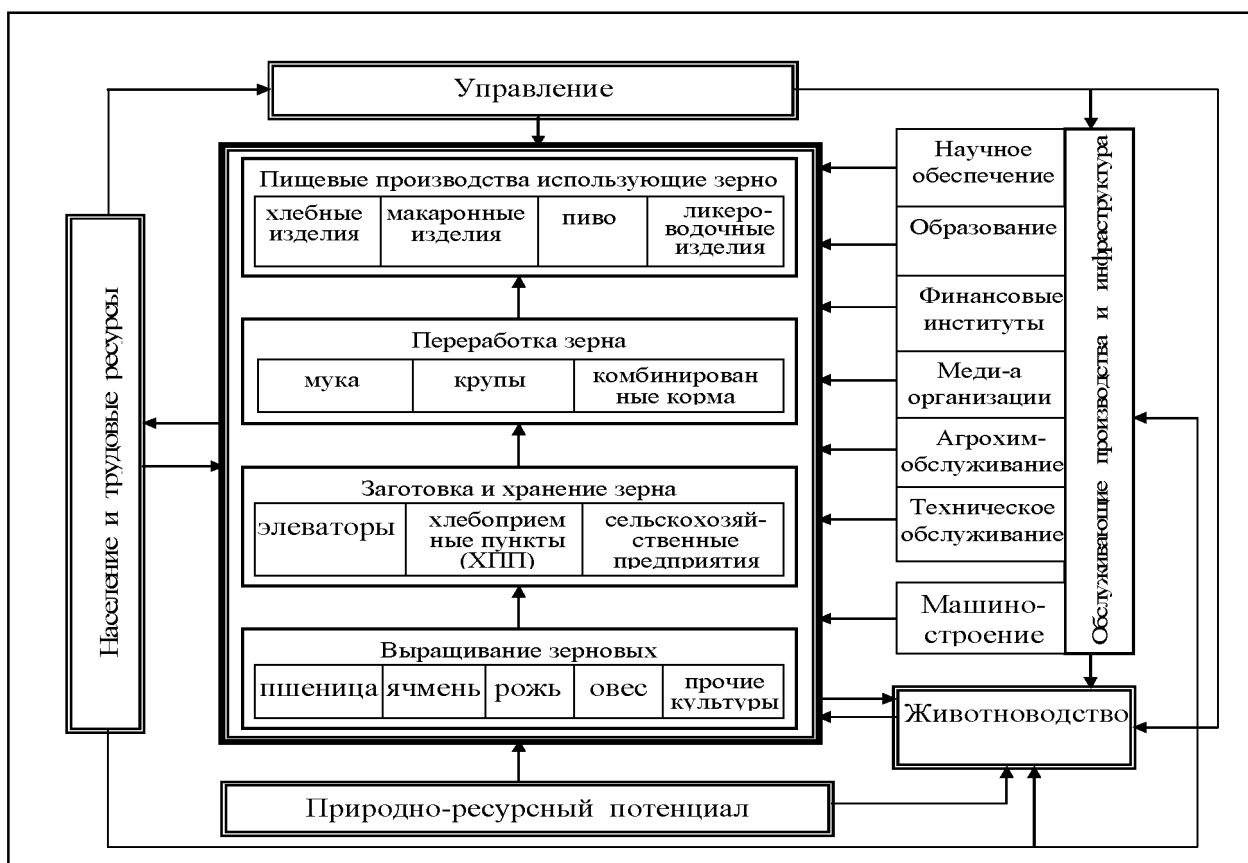 Управление
Население и трудовые ресурсы
Пищевые производства использующие зерно
хлебные
изделия
макаронные
изделия
пиво
ликеро-
водочные
изделия
Переработка зерна
мука
крупы
комбинирован
ные корма
Заготовка и хранение зерна
элеваторы
хлебоприем
ные пункты
(ХПП)
сельскохозяй-
ственные
предприятия
Выращивание зерновых
пшеница
ячмень
рожь
овес
прочие
культуры
Природно-ресурсный потенциал
Научное
обеспечение
Образование
Финансовые
институты
Меди-а
организации
Агрохим-
обслуживание
Техническое
обслуживание
Машино-
строение
Обслуживающие производства и инфраструктура
Животноводство